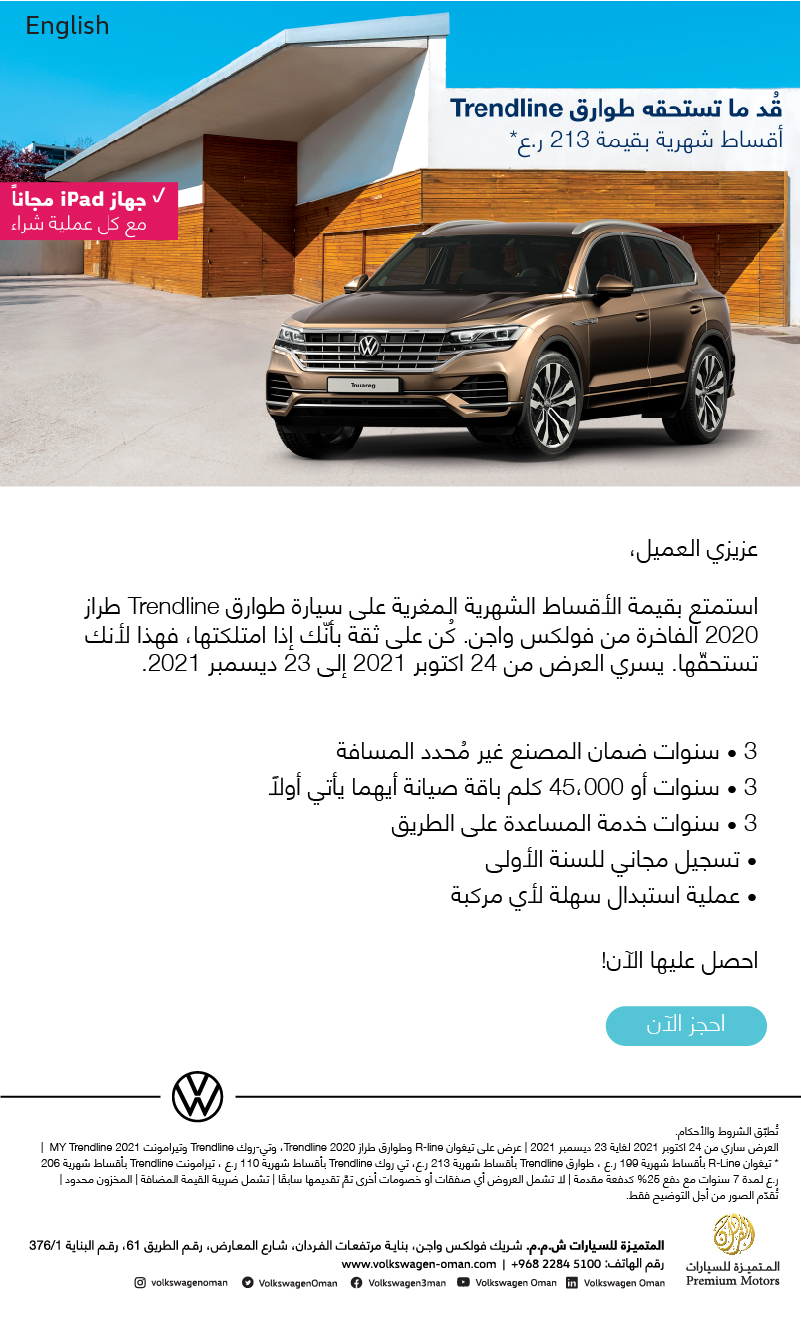 English
قُد ما تستحقه طوارق Trendline
أقساط شهرية بقيمة 213 ر.ع*
✓ جهاز iPad مجاناً
مع كل عملية شراء
Touareg
عزيزي العميل،
استمتع بقيمة الأقساط الشهرية المغرية على سيارة طوارق Trendline طراز
2020 الفاخرة من فولكس واجن. كُن على ثقة بأنّك إذا امتلكتها، فهذا لأنك
تستحقّها. يسري العرض من 24 اكتوبر 2021 إلى 23 ديسمبر 2021.
3 • سنوات ضمان المصنع غير مُحدد المسافة
3 • سنوات أو 45،000 كلم باقة صيانة أيهما يأتي أولاً
3 • سنوات خدمة المساعدة على الطريق
• تسجيل مجاني للسنة الأولى
• عملية استبدال سهلة لأي مركبة
احصل عليها الآن!
احجز الآن
تُطبّق الشروط والأحكام.
العرض ساري من 24 اكتوبر 2021 لغاية 23 ديسمبر 2021 | عرض على تيغوان R-line وطوارق طراز Trendline 2020، وتي-روك Trendline وتيرامونت MY Trendline 2021 |
* تيغوان R-Line بأقساط شهرية 199 ر.ع ، طوارق Trendline بأقساط شهرية 213 ر.ع، تي روك Trendline بأقساط شهرية 110 ر.ع ، تيرامونت Trendline بأقساط شهرية 206
ر.ع لمدة 7 سنوات مع دفع 25% كدفعة مقدمة | لا تشمل العروض أي صفقات أو خصومات أخرى تمّ تقديمها سابقًا | تشمل ضريبة القيمة المضافة | المخزون محدود |
تُقدّم الصور من أجل التوضيح فقط.
المتميزة للسيارات ش.م.م. شريك فولكس واجن، بناية مرتفعات الفردان، شارع المعارض، رقم الطريق 61، رقم البناية 376/1
رقم الهاتف: 5100 2284 968+ | www.volkswagen-oman.com
volkswagenoman VolkswagenOman Volkswagen3man Volkswagen Oman Volkswagen Oman
المتميزة للسيارات
Premium Motors